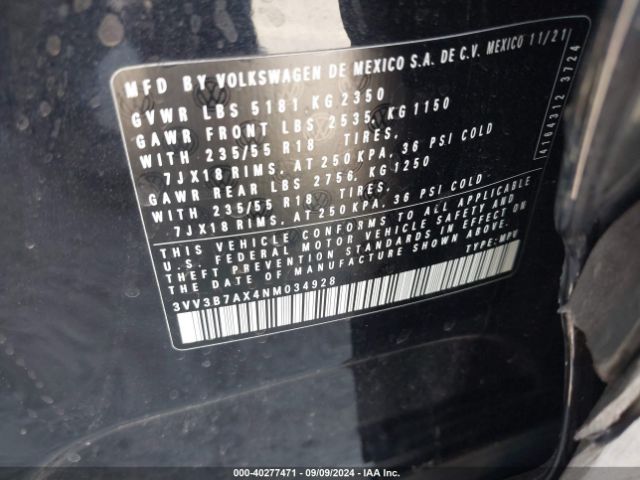 MFD BY VOLKSWAGEN DE MEXICO S.A. DE C.V. MEXICO 11/21
GVWR LBS 5181 KG 2350
GAWR FRONT LBS 2535, KG 1150
WITH 235/55 R18 TIRES,
7JX18 RIMS, AT 250 KPA, 36 PSI COLD
GAWR REAR LBS 2756, KG 1250
WITH 235/55 R18 TIRES,
7JX18 RIMS, AT 250 KPA, 36 PSI COLD.
THIS VEHICLE CONFORMS TO ALL APPLICABLE
U.S. FEDERAL MOTOR VEHICLE SAFETY AND
THEFT PREVENTION STANDARDS IN EFFECT ON
THE DATE OF MANUFACTURE SHOWN ABOVE.
3VV3B7AX4NM034928 TYPE: MPV
4104312 3724
000-40277471 - 09/09/2024 - IAA Inc.